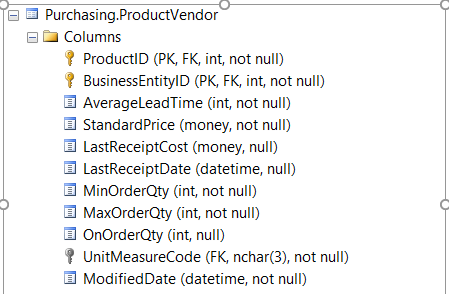 Purchasing.ProductVendor
Columns
ProductID (PK, FK, int, not null)
BusinessEntityID (PK, FK, int, not null)
AverageLeadTime (int, not null)
StandardPrice (money, not null)
LastReceiptCost (money, null)
LastReceiptDate (datetime, null)
MinOrderQty (int, not null)
MaxOrderQty (int, not null)
OnOrderQty (int, null)
UnitMeasureCode (FK, nchar(3), not null)
ModifiedDate (datetime, not null)